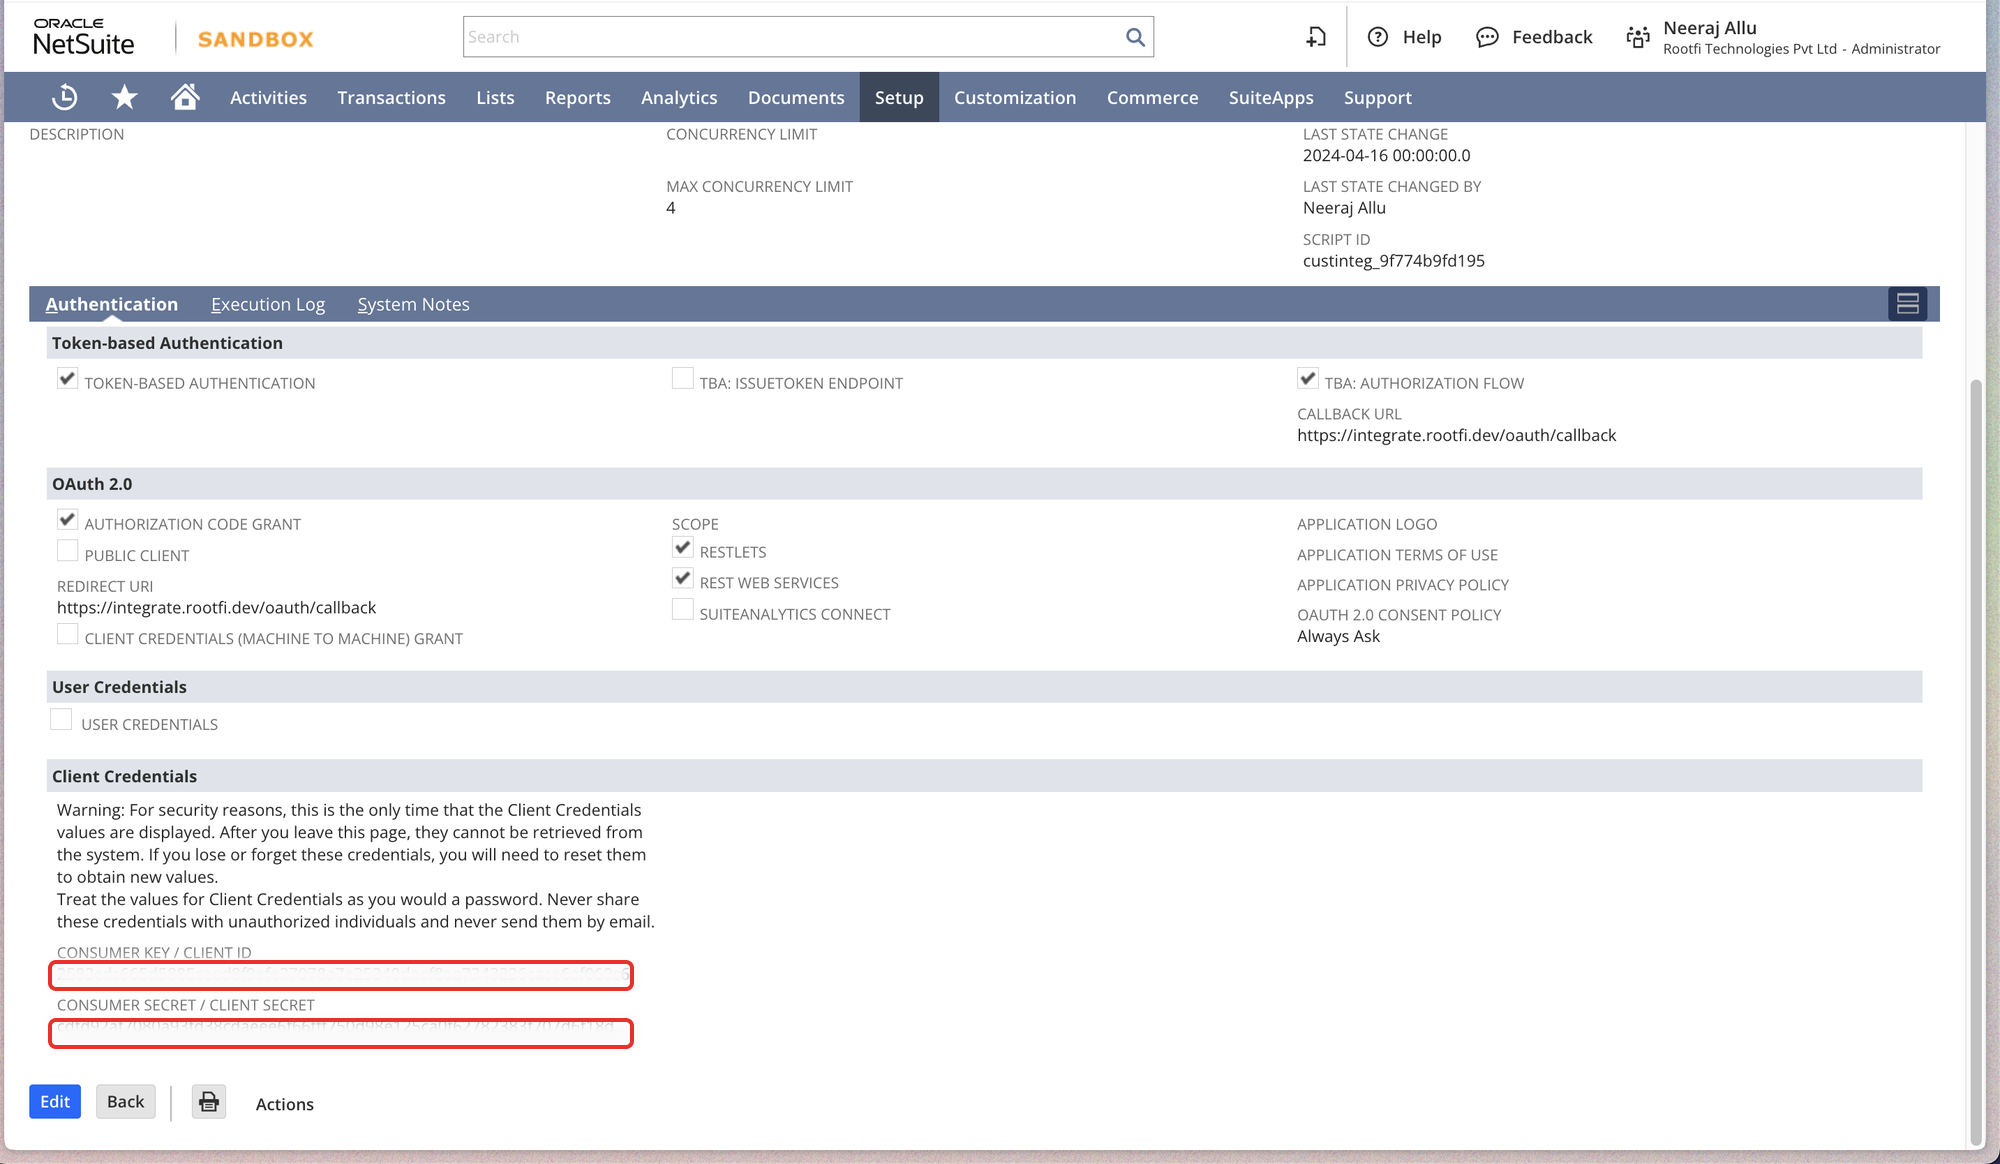 ORACLE
NetSuite
SANDBOX
Search
Help
Feedback
Neeraj Allu
Rootfi Technologies Pvt Ltd - Administrator
Activities
Transactions
Lists
Reports
Analytics
Documents
Setup
Customization
Commerce
SuiteApps
Support
DESCRIPTION
CONCURRENCY LIMIT
MAX CONCURRENCY LIMIT
4
LAST STATE CHANGE
2024-04-16 00:00:00.0
LAST STATE CHANGED BY
Neeraj Allu
SCRIPT ID
custinteg_9f774b9fd195
Authentication
Execution Log
System Notes
Token-based Authentication
TOKEN-BASED AUTHENTICATION
TBA: ISSUETOKEN ENDPOINT
TBA: AUTHORIZATION FLOW
CALLBACK URL
https://integrate.rootfi.dev/oauth/callback
OAuth 2.0
AUTHORIZATION CODE GRANT
PUBLIC CLIENT
REDIRECT URI
https://integrate.rootfi.dev/oauth/callback
CLIENT CREDENTIALS (MACHINE TO MACHINE) GRANT
SCOPE
RESTLETS
REST WEB SERVICES
SUITEANALYTICS CONNECT
APPLICATION LOGO
APPLICATION TERMS OF USE
APPLICATION PRIVACY POLICY
OAUTH 2.0 CONSENT POLICY
Always Ask
User Credentials
USER CREDENTIALS
Client Credentials
Warning: For security reasons, this is the only time that the Client Credentials
values are displayed. After you leave this page, they cannot be retrieved from
the system. If you lose or forget these credentials, you will need to reset them
to obtain new values.
Treat the values for Client Credentials as you would a password. Never share
these credentials with unauthorized individuals and never send them by email.
CONSUMER KEY / CLIENT ID
CONSUMER SECRET / CLIENT SECRET
Edit
Back
Actions